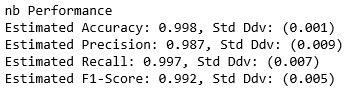 nb Performance
Estimated Accuracy: 0.998, Std Ddv: (0.001)
Estimated Precision: 0.987, Std Ddv: (0.009)
Estimated Recall: 0.997, Std Ddv: (0.007)
Estimated F1-Score: 0.992, Std Ddv: (0.005)